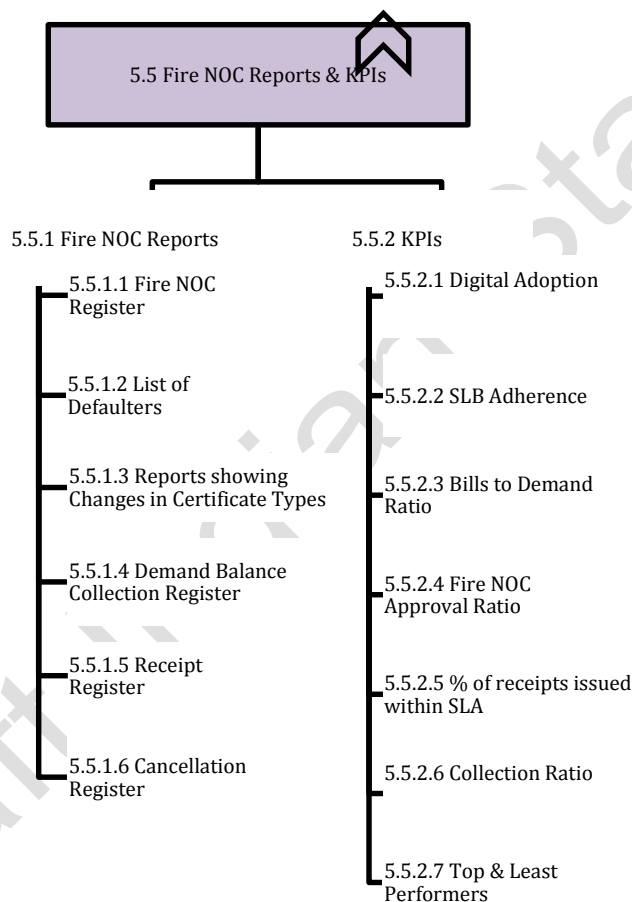 5.5 Fire NOC Reports & KPIs
5.5.1 Fire NOC Reports
5.5.1.1 Fire NOC
Register
5.5.1.2 List of
Defaulters
5.5.1.3 Reports showing
Changes in Certificate Types
5.5.1.4 Demand Balance
Collection Register
5.5.1.5 Receipt
Register
5.5.1.6 Cancellation
Register
5.5.2 KPIs
5.5.2.1 Digital Adoption
5.5.2.2 SLB Adherence
5.5.2.3 Bills to Demand
Ratio
5.5.2.4 Fire NOC
Approval Ratio
5.5.2.5 % of receipts issued
within SLA
5.5.2.6 Collection Ratio
5.5.2.7 Top & Least
Performers